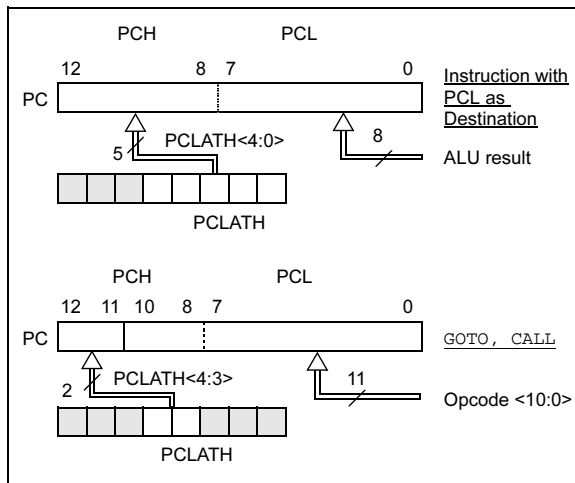 PCH PCL
12 8 7 0
PC
Instruction with
PCL as
Destination
PCLATH<4:0>
5
8
ALU result
PCLATH
PCH PCL
12 11 10 8 7 0
PC
GOTO, CALL
PCLATH<4:3>
2
11
Opcode <10:0>
PCLATH